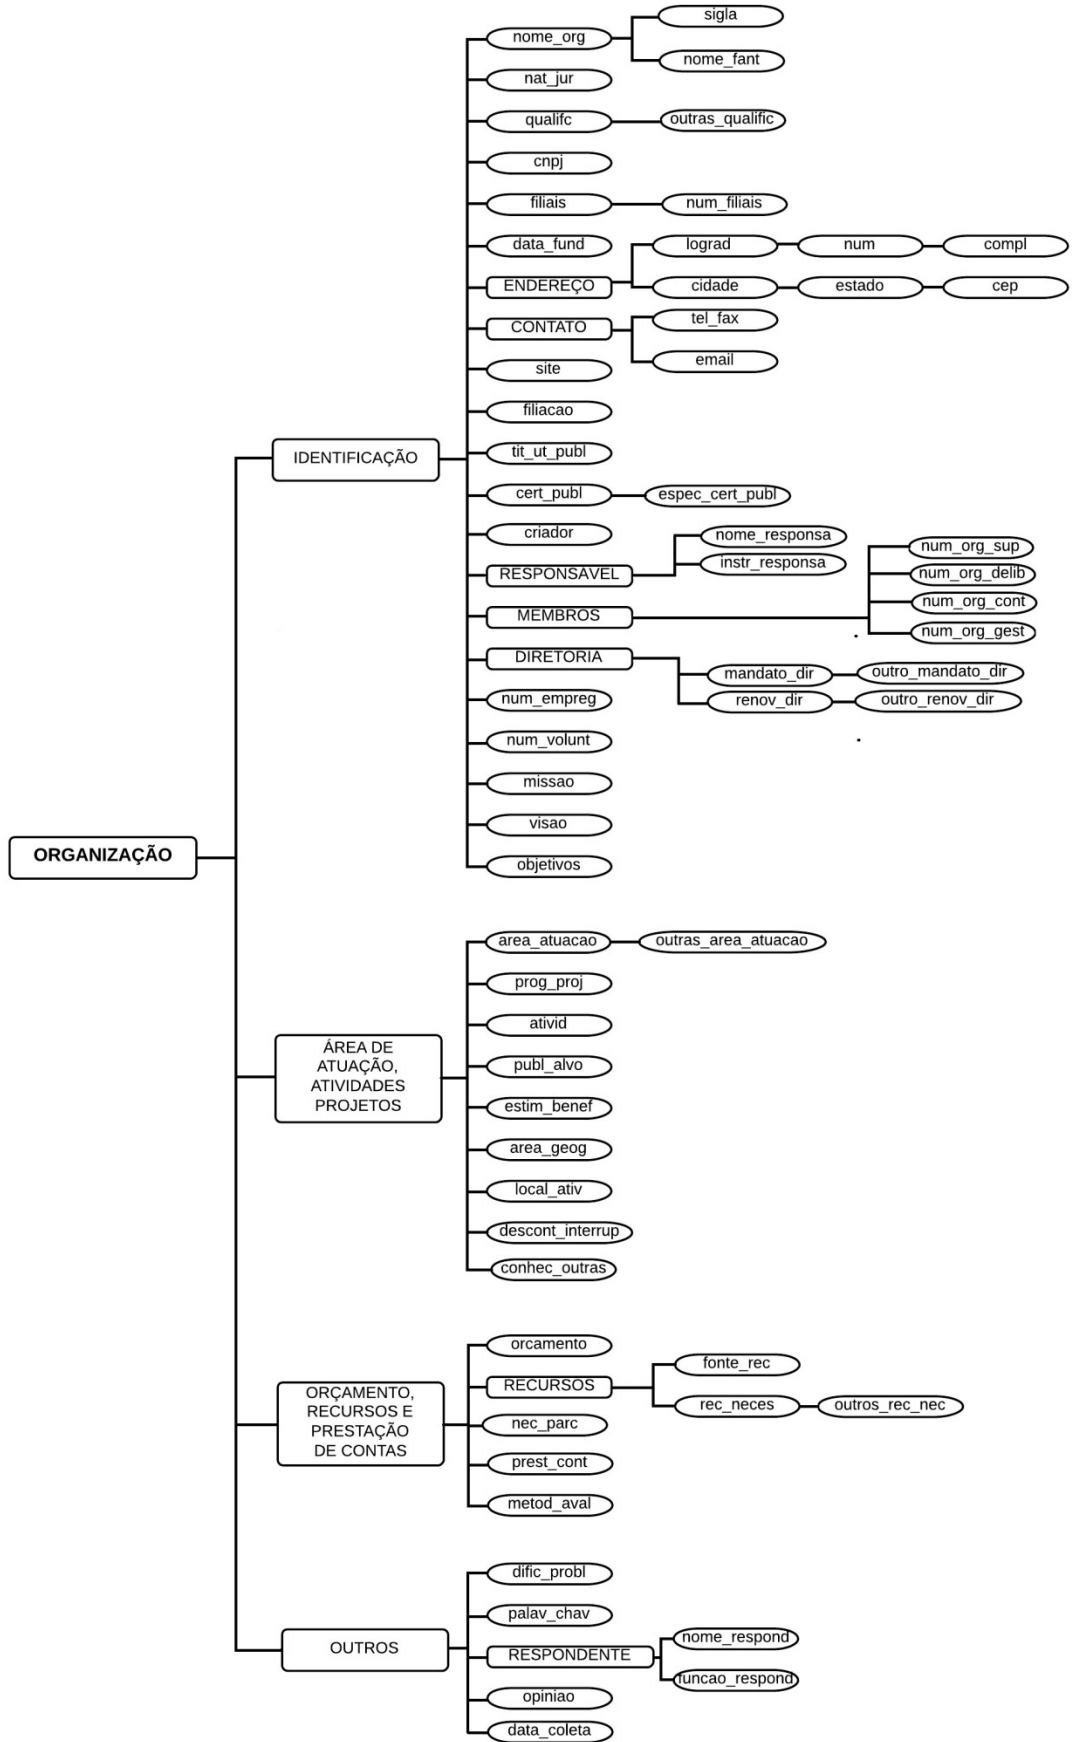 sigla
nome_org
nome_fant
nat_jur
qualifc outras_qualific
cnpj
filiais num_filiais
data_fund lograd num compl
ENDEREÇO cidade estado cep
CONTATO tel_fax
email
site
filiacao
IDENTIFICAÇÃO tit_ut_publ
cert_publ espec_cert_publ
criador nome_responsa
RESPONSÁVEL instr_responsa
num_org_sup
num_org_delib
MEMBROS num_org_cont
num_org_gest
DIRETORIA mandato_dir outro_mandato_dir
renov_dir outro_renov_dir
num_empreg
num_volunt
missao
visao
objetivos
ORGANIZAÇÃO
area_atuacao outras_area_atuacao
prog_proj
ativid
ÁREA DE
ATUAÇÃO,
ATIVIDADES
PROJETOS
publ_alvo
estim_benef
area_geog
local_ativ
descont_interrup
conhec_outras
orcamento
RECURSOS fonte_rec
rec_neces outros_rec_nec
ORÇAMENTO,
RECURSOS E
PRESTAÇÃO
DE CONTAS
nec_parc
prest_cont
metod_aval
dific_probl
palav_chav
OUTROS RESPONDENTE nome_respond
funcao_respond
opiniao
data_coleta